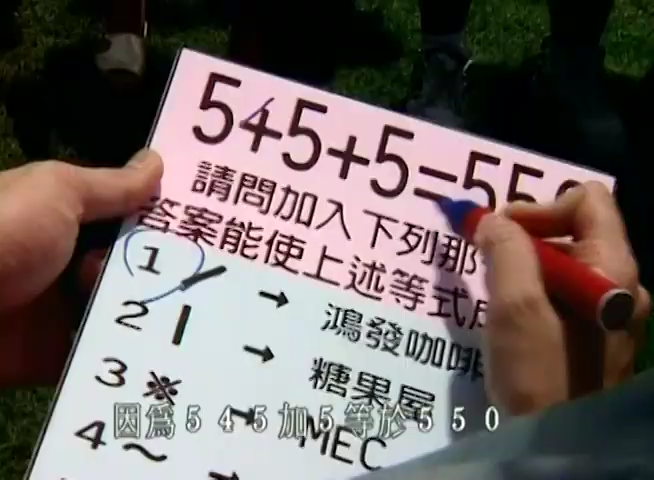 545+5=550
請問加入下列那
答案能使上述等式
1 / → 鴻發咖啡
2 | → 糖果屋
3 ※ → MEC
4 ～ →
因爲545加5等於550